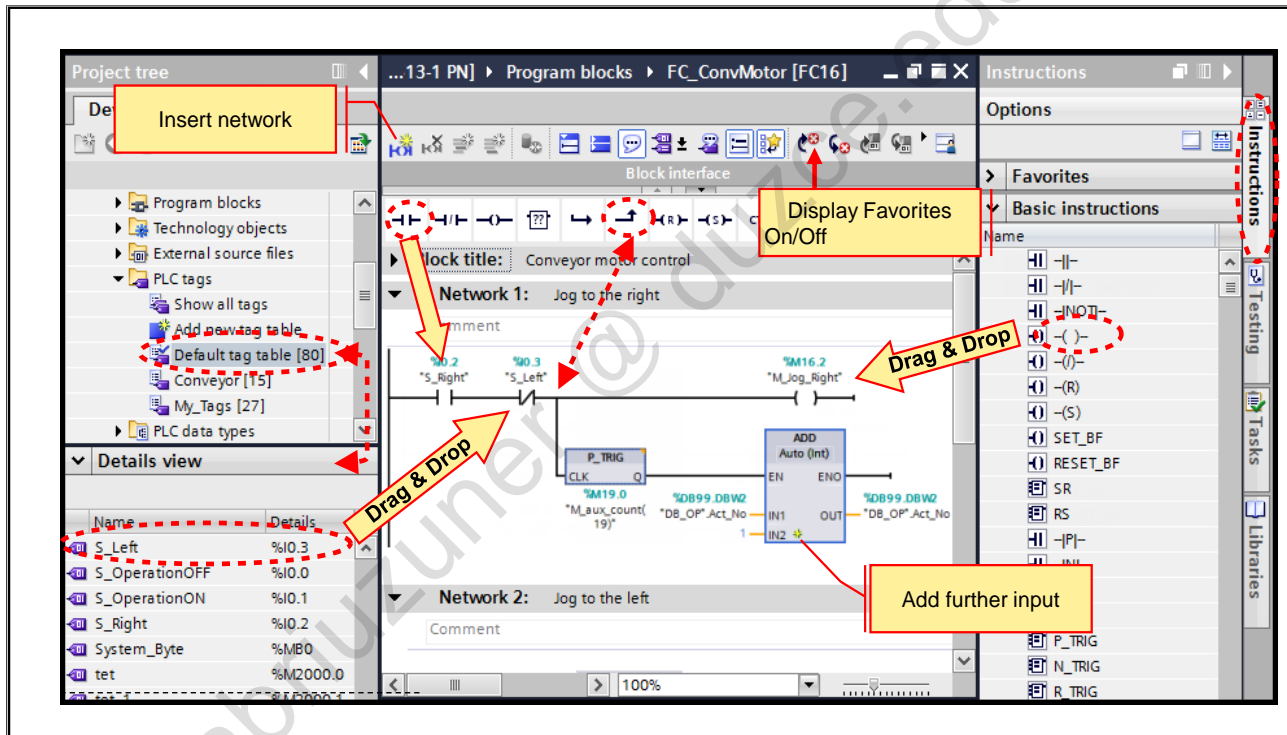 Project tree
...13-1 PN] ▸ Program blocks ▸ FC_ConvMotor [FC16]
Instructions
De
Insert network
Options
Block interface
Favorites
Basic instructions
Name
Display Favorites
On/Off
Program blocks
Technology objects
External source files
PLC tags
Show all tags
Add new tag table
Default tag table [80]
Conveyor [15]
My_Tags [27]
PLC data types
Details view
Name Details
S_Left %I0.3
S_OperationOFF %I0.0
S_OperationON %I0.1
S_Right %I0.2
System_Byte %MB0
tet %M2000.0
tet_1 %M2000.1
Block title: Conveyor motor control
Network 1: Jog to the right
"S_Right"
"S_Left"
%M16.2
"M_Jog_Right"
Drag & Drop
Drag & Drop
P_TRIG
CLK Q
%M19.0
"M_aux_count(
19)"
ADD
Auto (Int)
EN ENO
%DB99.DBW2
"DB_OP".Act_No
IN1 OUT
%DB99.DBW2
"DB_OP".Act_No
1 IN2
Add further input
Network 2: Jog to the left
Comment
100%
-||-
-|/|-
-|NOT|-
-( )-
-(/)-
-(R)
-(S)
SET_BF
RESET_BF
SR
RS
-|P|-
P_TRIG
N_TRIG
R_TRIG
Instructions
Testing
Tasks
Libraries